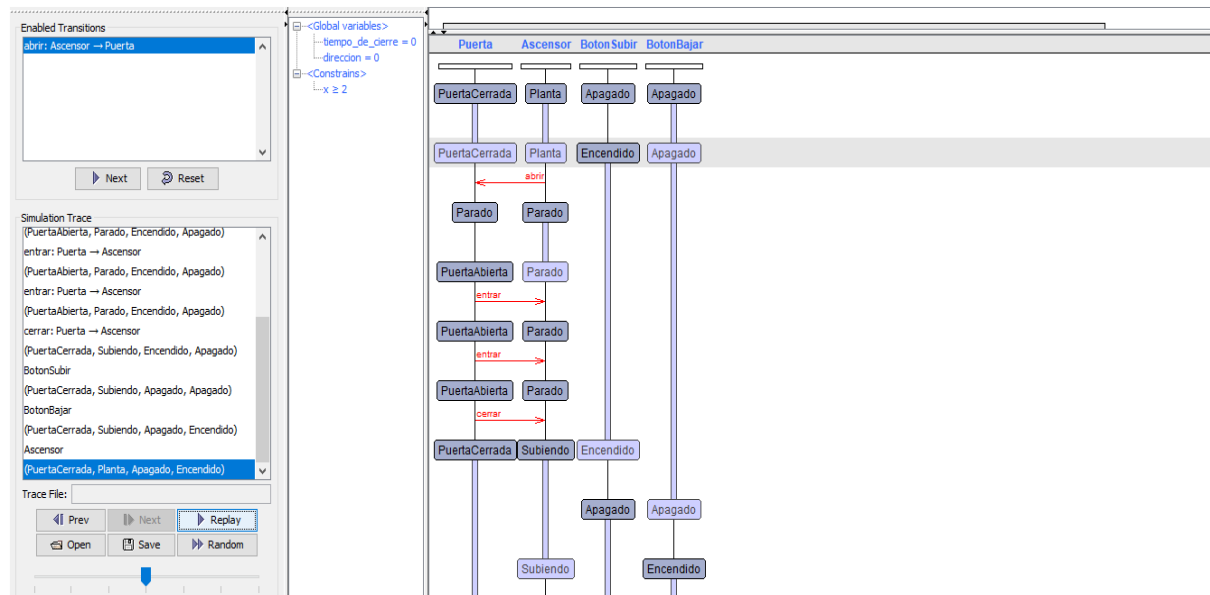 Enabled Transitions
abrir: Ascensor → Puerta
Next
Reset
Simulation Trace
(PuertaAbierta, Parado, Encendido, Apagado)
entrar: Puerta → Ascensor
(PuertaAbierta, Parado, Encendido, Apagado)
entrar: Puerta → Ascensor
(PuertaAbierta, Parado, Encendido, Apagado)
cerrar: Puerta → Ascensor
(PuertaCerrada, Subiendo, Encendido, Apagado)
BotonSubir
(PuertaCerrada, Subiendo, Apagado, Apagado)
BotonBajar
(PuertaCerrada, Subiendo, Apagado, Encendido)
Ascensor
(PuertaCerrada, Planta, Apagado, Encendido)
Trace File:
Prev Next Replay
Open Save Random
<Global variables>
tiempo_de_cierre = 0
direccion = 0
<Constrains>
x ≥ 2
Puerta Ascensor BotonSubir BotonBajar
PuertaCerrada Planta Apagado Apagado
PuertaCerrada Planta Encendido Apagado
abrir
Parado Parado
PuertaAbierta Parado
entrar
PuertaAbierta Parado
entrar
PuertaAbierta Parado
cerrar
PuertaCerrada Subiendo Encendido
Apagado Apagado
Subiendo Encendido